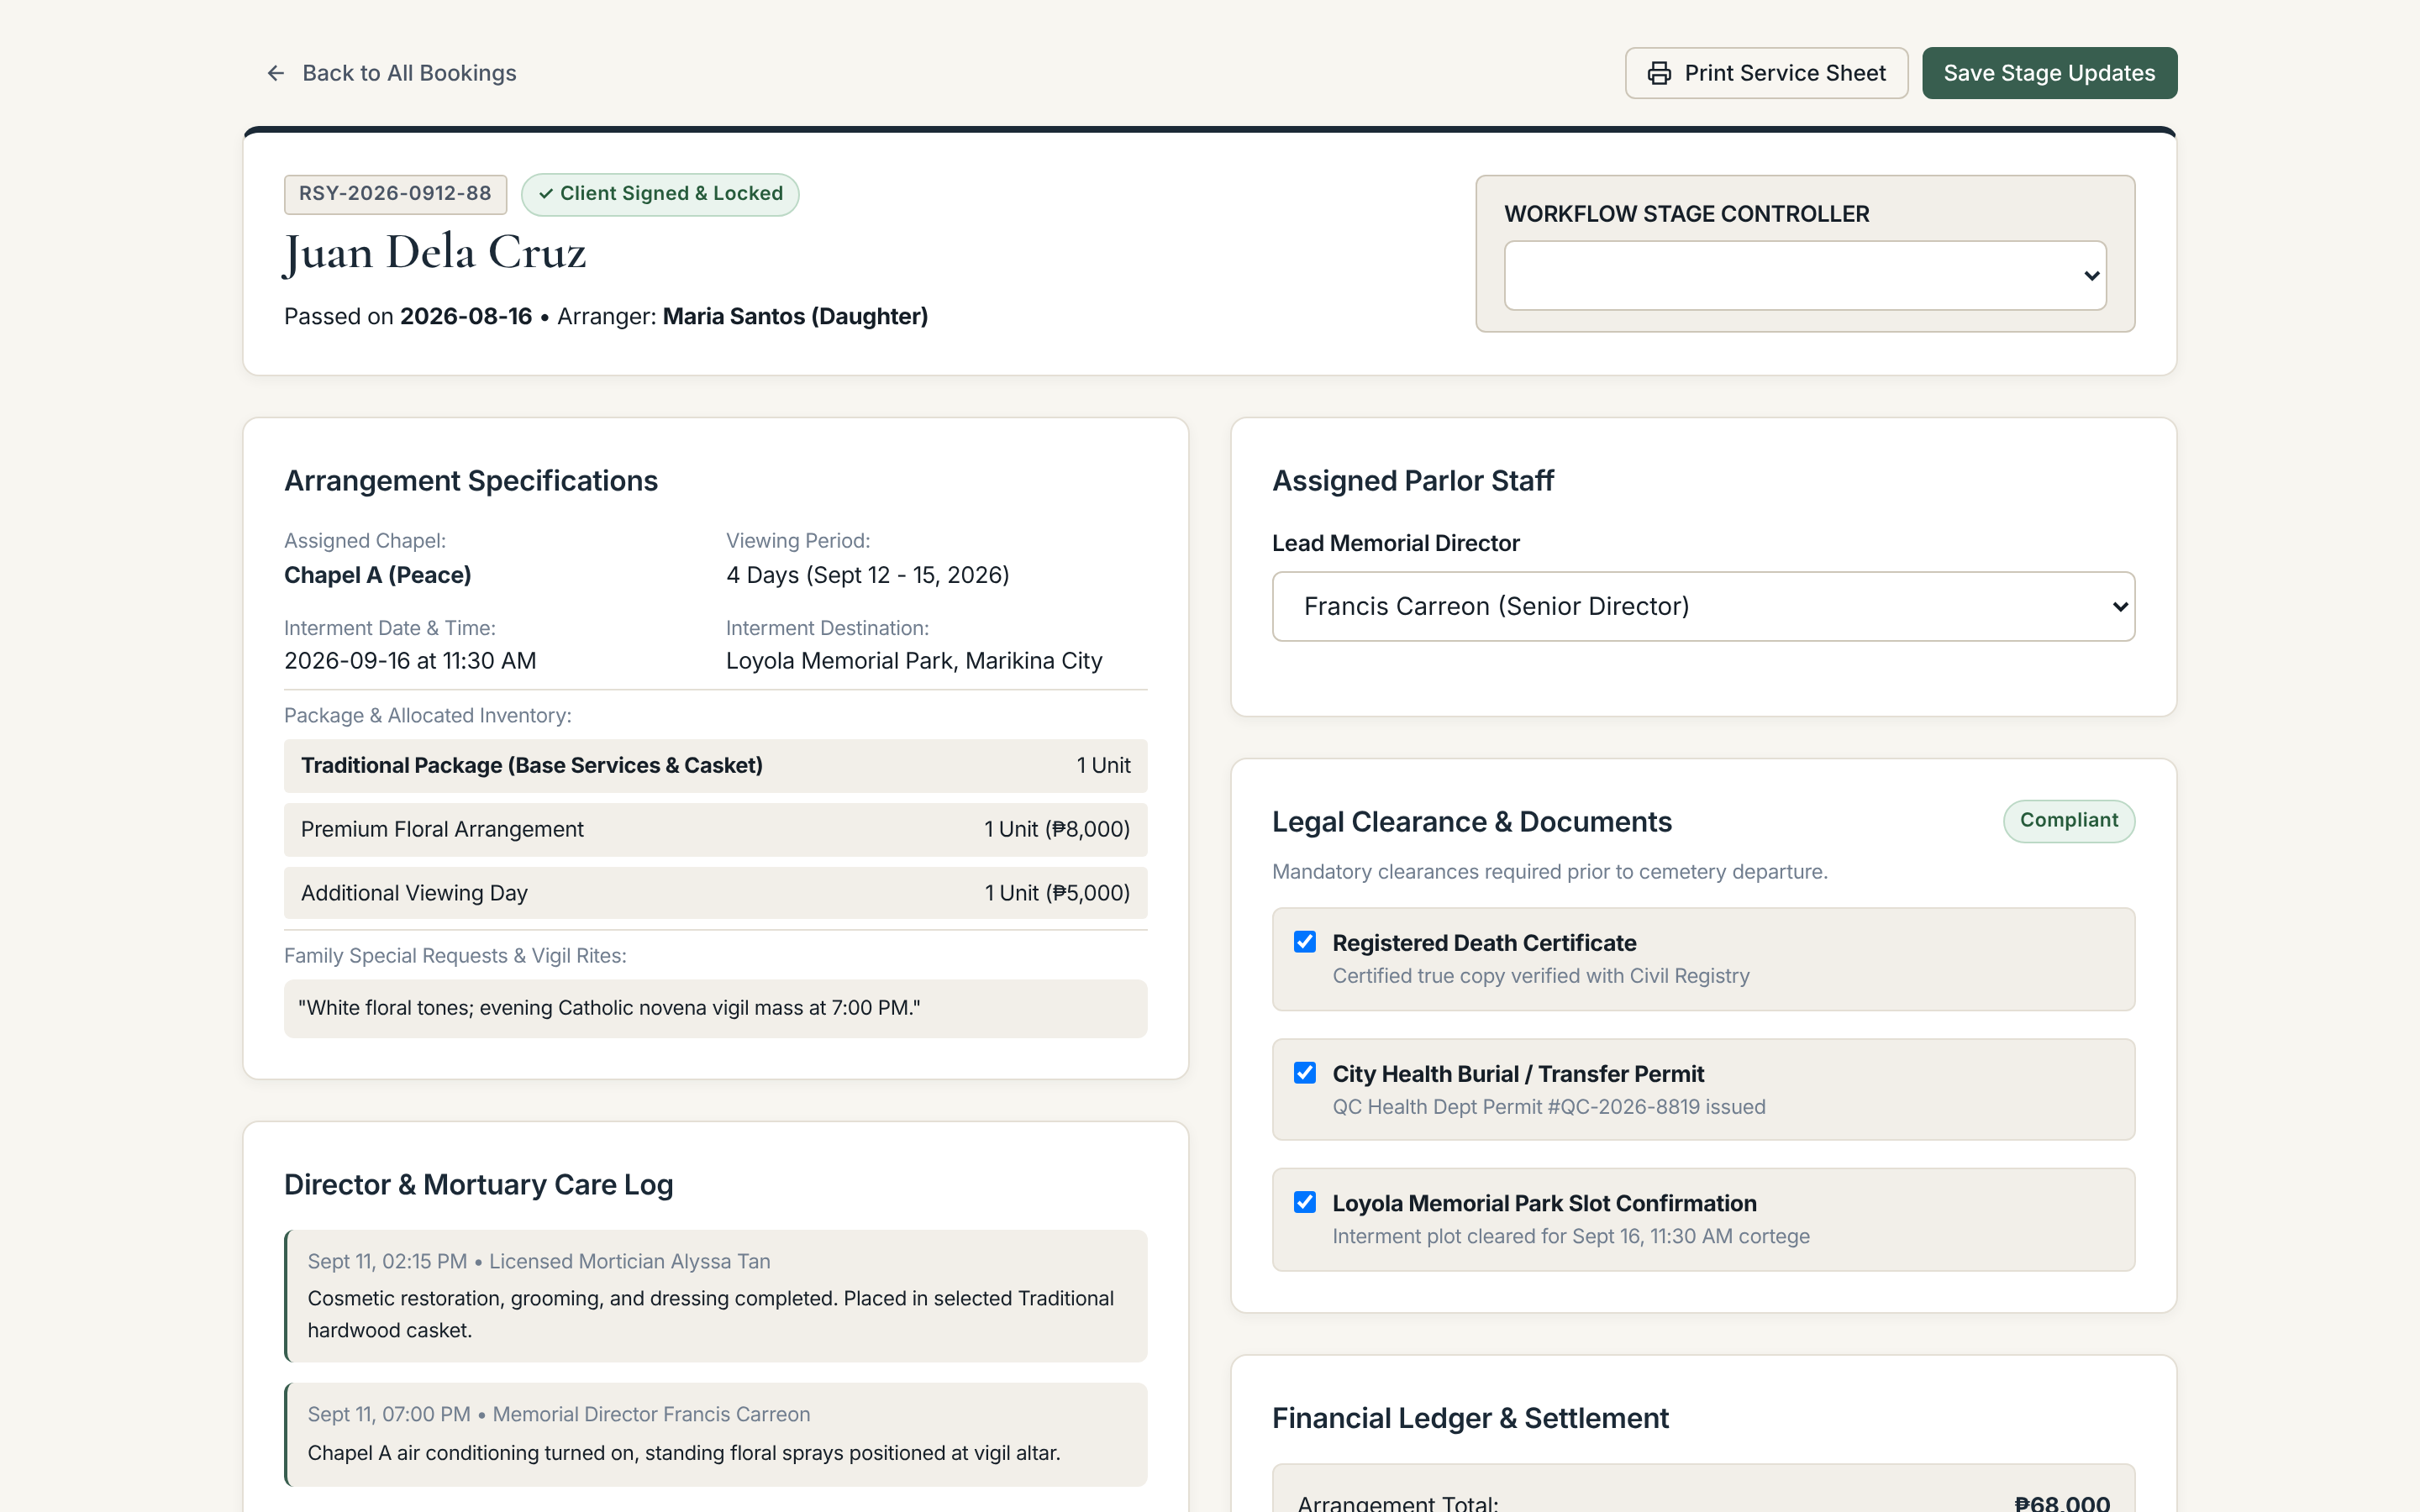 Back to All Bookings
Print Service Sheet
Save Stage Updates
RSY-2026-0912-88
✓ Client Signed & Locked
Juan Dela Cruz
Passed on 2026-08-16 • Arranger: Maria Santos (Daughter)
WORKFLOW STAGE CONTROLLER
Arrangement Specifications
Assigned Chapel:
Chapel A (Peace)
Viewing Period:
4 Days (Sept 12 - 15, 2026)
Interment Date & Time:
2026-09-16 at 11:30 AM
Interment Destination:
Loyola Memorial Park, Marikina City
Package & Allocated Inventory:
Traditional Package (Base Services & Casket) 1 Unit
Premium Floral Arrangement 1 Unit (₱8,000)
Additional Viewing Day 1 Unit (₱5,000)
Family Special Requests & Vigil Rites:
"White floral tones; evening Catholic novena vigil mass at 7:00 PM."
Director & Mortuary Care Log
Sept 11, 02:15 PM • Licensed Mortician Alyssa Tan
Cosmetic restoration, grooming, and dressing completed. Placed in selected Traditional
hardwood casket.
Sept 11, 07:00 PM • Memorial Director Francis Carreon
Chapel A air conditioning turned on, standing floral sprays positioned at vigil altar.
Assigned Parlor Staff
Lead Memorial Director
Francis Carreon (Senior Director)
Legal Clearance & Documents
Compliant
Mandatory clearances required prior to cemetery departure.
Registered Death Certificate
Certified true copy verified with Civil Registry
City Health Burial / Transfer Permit
QC Health Dept Permit #QC-2026-8819 issued
Loyola Memorial Park Slot Confirmation
Interment plot cleared for Sept 16, 11:30 AM cortege
Financial Ledger & Settlement
Arrangement Total: ₱68,000